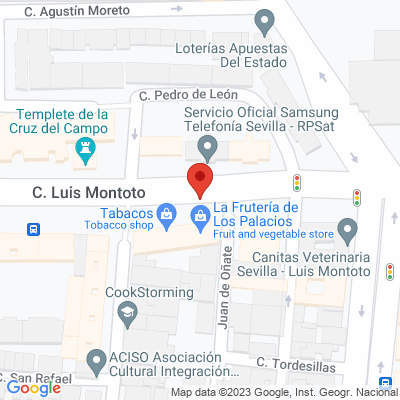 C. Agustín Moreto
Loterías Apuestas
Del Estado
C. Pedro de León
Servicio Oficial Samsung
Telefonía Sevilla - RPSat
Templete de la
Cruz del Campo
C. Luis Montoto
Tabacos
Tobacco shop
La Frutería de
Los Palacios
Fruit and vegetable store
Canitas Veterinaria
Sevilla - Luis Montoto
Juan de Oñate
CookStorming
ACISO Asociación
Cultural Integración...
C. Tordesillas
C. San Rafael
Map data ©2023 Google, Inst. Geogr. Nacional